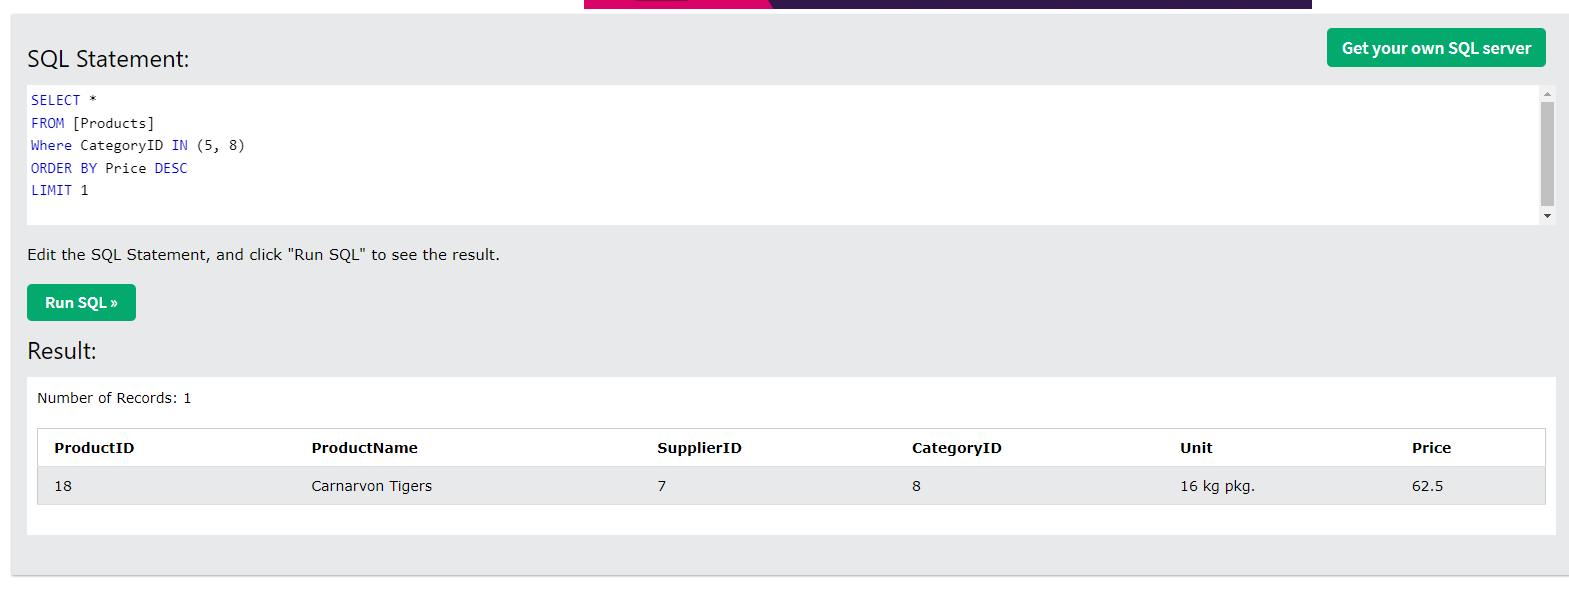 Get your own SQL server
SQL Statement:
SELECT *
FROM [Products]
Where CategoryID IN (5, 8)
ORDER BY Price DESC
LIMIT 1
Edit the SQL Statement, and click "Run SQL" to see the result.
Run SQL »
Result:
Number of Records: 1
ProductID ProductName SupplierID CategoryID Unit Price
18 Carnarvon Tigers 7 8 16 kg pkg. 62.5